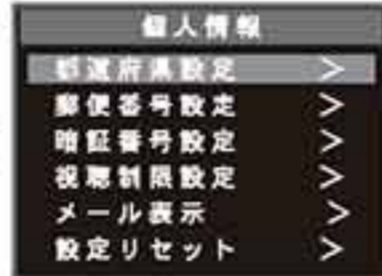 個人情報
都道府県設定 >
郵便番号設定 >
暗証番号設定 >
視聴制限設定 >
メール表示 >
設定リセット >